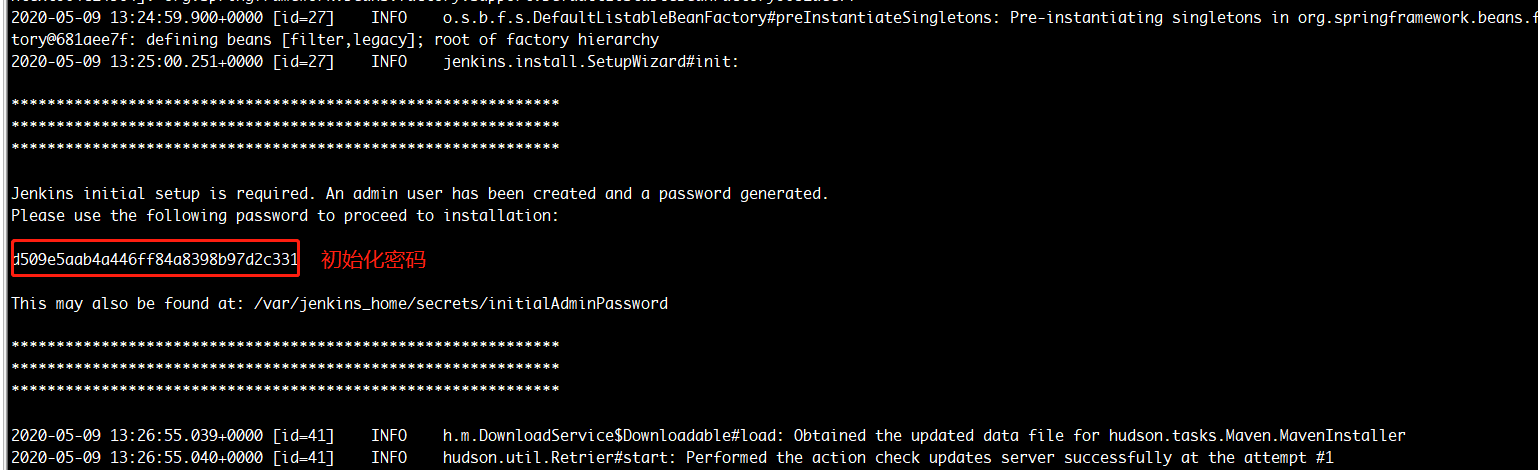 2020-05-09 13:24:59.900+0000 [id=27] INFO o.s.b.f.s.DefaultListableBeanFactory#preInstantiateSingletons: Pre-instantiating singletons in org.springframework.beans.f
tory@681aee7f: defining beans [filter,legacy]; root of factory hierarchy
2020-05-09 13:25:00.251+0000 [id=27] INFO jenkins.install.SetupWizard#init:
*************************************************************
*************************************************************
*************************************************************
Jenkins initial setup is required. An admin user has been created and a password generated.
Please use the following password to proceed to installation:
d509e5aab4a446ff84a8398b97d2c331 初始化密码
This may also be found at: /var/jenkins_home/secrets/initialAdminPassword
*************************************************************
*************************************************************
*************************************************************
2020-05-09 13:26:55.039+0000 [id=41] INFO h.m.DownloadService$Downloadable#load: Obtained the updated data file for hudson.tasks.Maven.MavenInstaller
2020-05-09 13:26:55.040+0000 [id=41] INFO hudson.util.Retrier#start: Performed the action check updates server successfully at the attempt #1